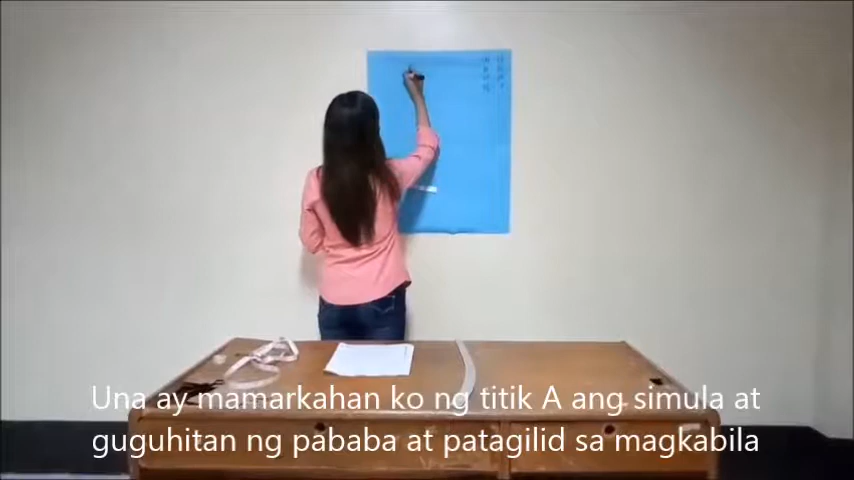 Una ay mamarkahan ko ng titik A ang simula at
guguhitan ng pababa at patagilid sa magkabila